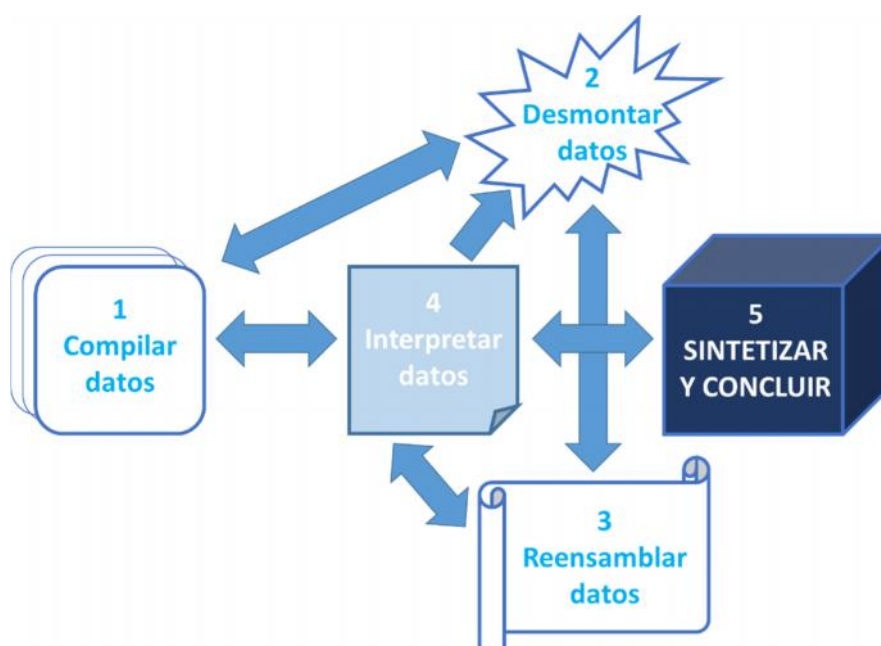 2
Desmontar
datos
1
Compilar
datos
4
Interpretar
datos
5
SINTETIZAR
Y CONCLUIR
3
Reensamblar
datos